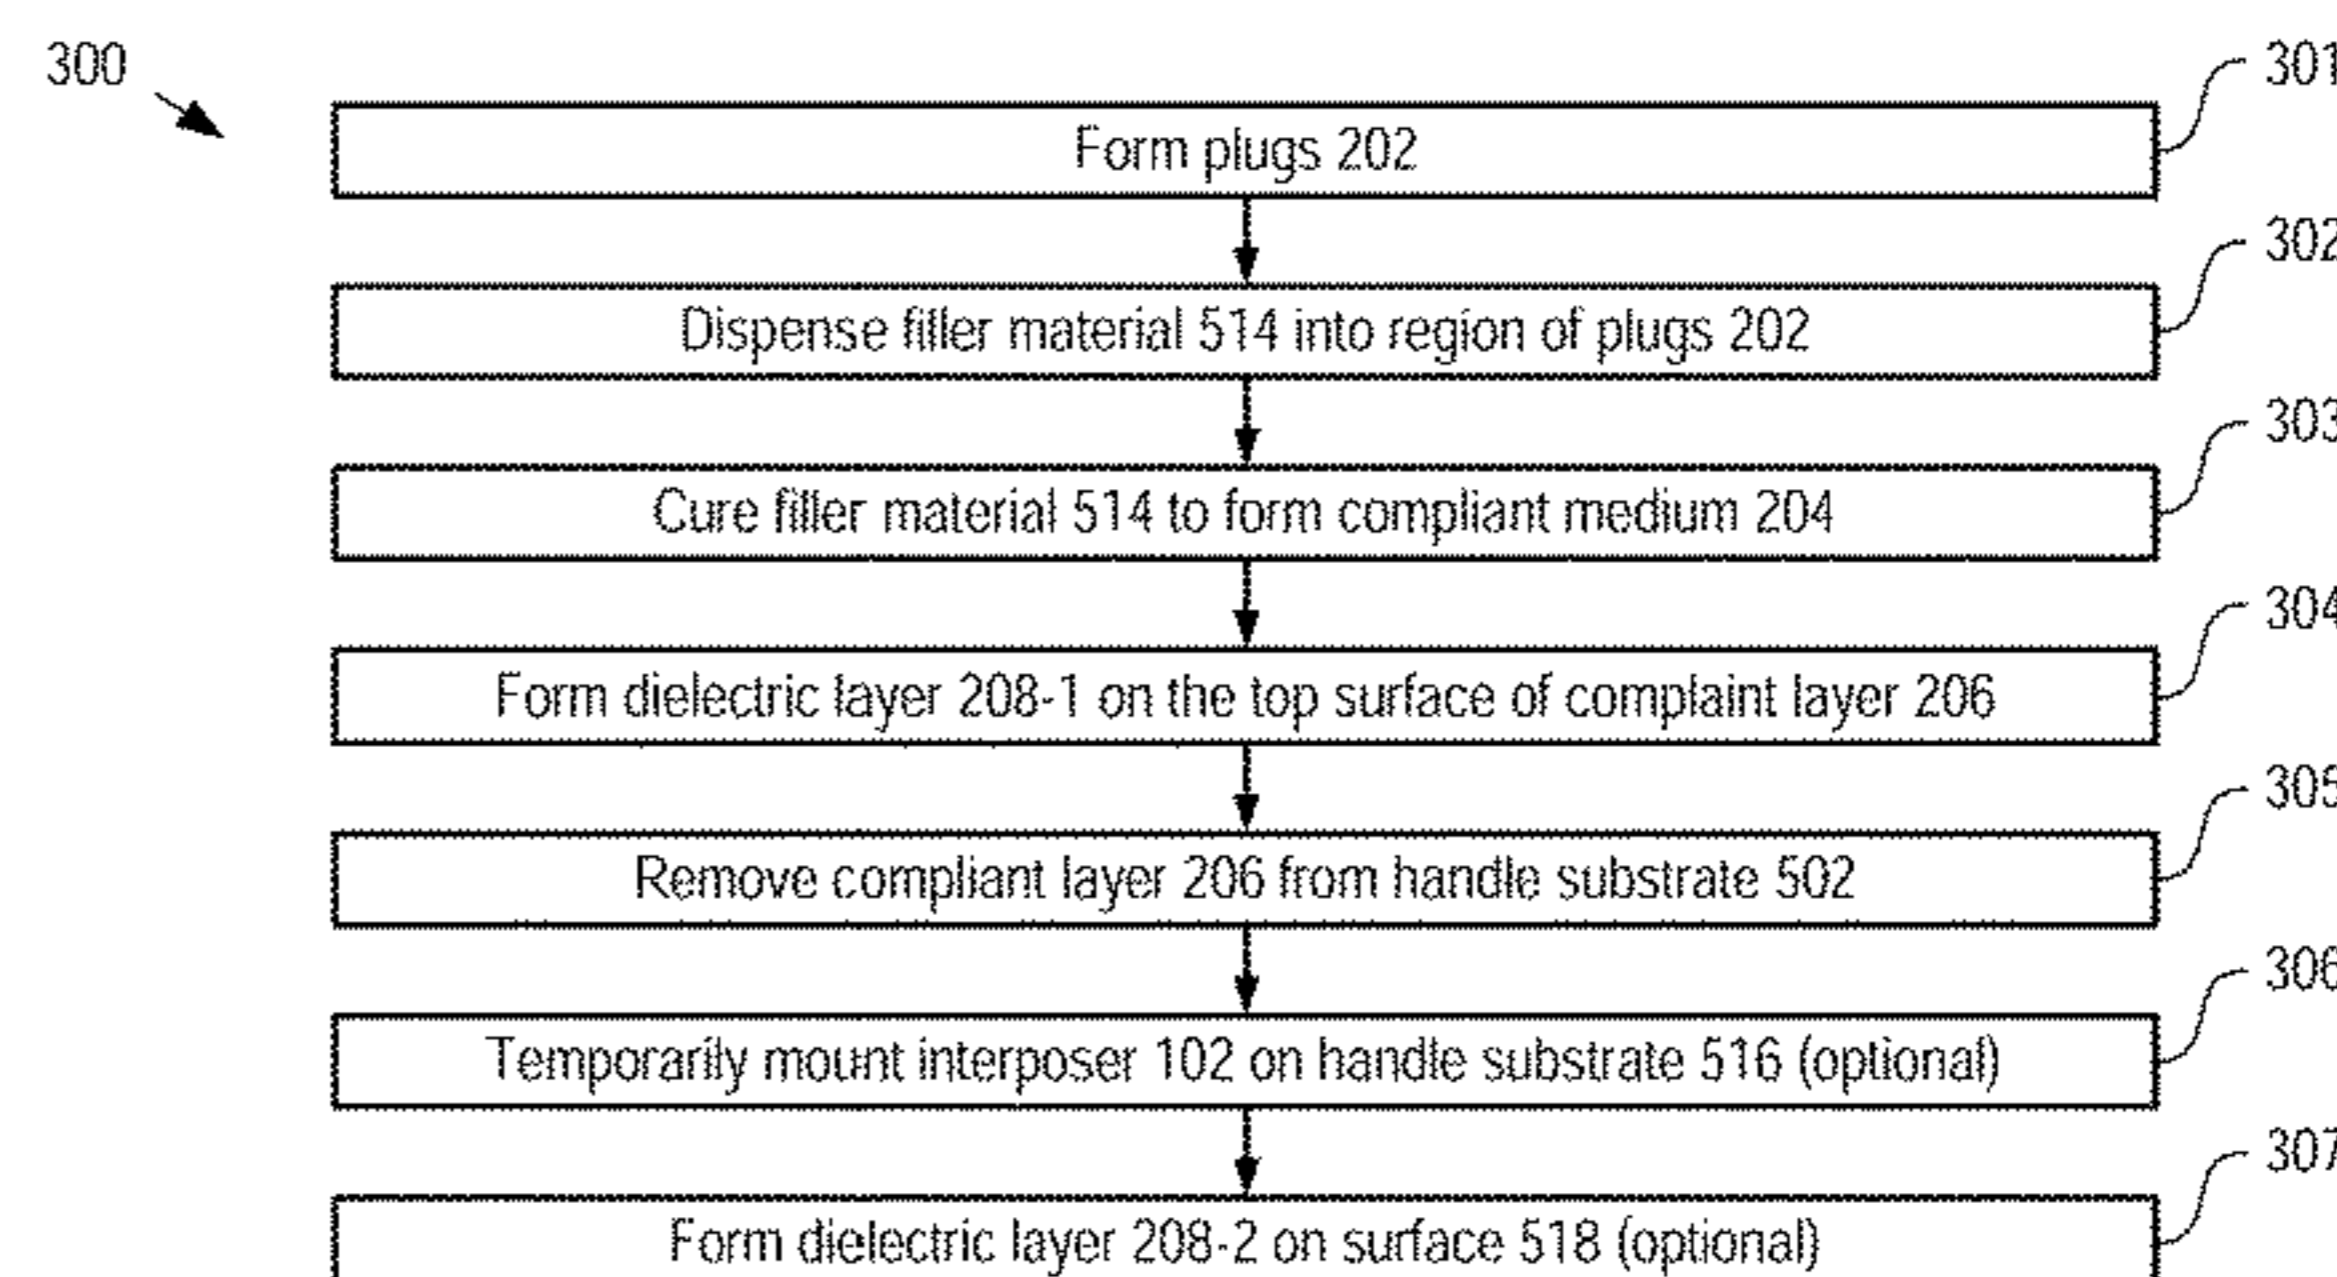 300
301
Form plugs 202
302
Dispense filler material 514 into region of plugs 202
303
Cure filler material 514 to form compliant medium 204
304
Form dielectric layer 208-1 on the top surface of complaint layer 206
305
Remove compliant layer 206 from handle substrate 502
306
Temporarily mount interposer 102 on handle substrate 516 (optional)
307
Form dielectric layer 208-2 on surface 518 (optional)